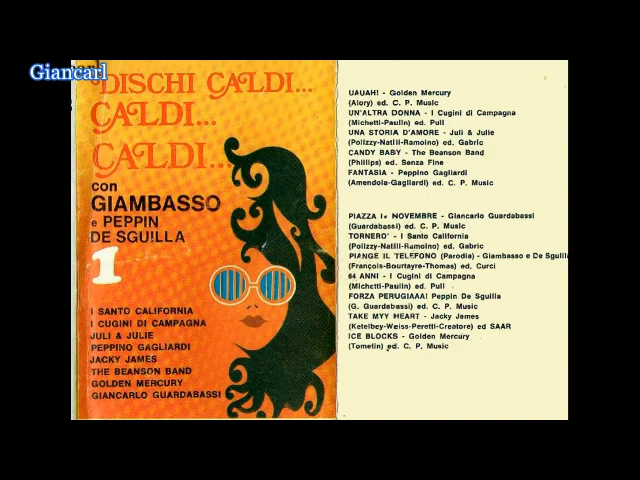 Giancarl
DISCHI CALDI...
CALDI...
CALDI...
con
GIAMBASSO
e PEPPIN
DE SGUILLA
1
I SANTO CALIFORNIA
I CUGINI DI CAMPAGNA
JULI & JULIE
PEPPINO GAGLIARDI
JACKY JAMES
THE BEANSON BAND
GOLDEN MERCURY
GIANCARLO GUARDABASSI
UAUAH! - Golden Mercury
(Alory) ed. C. P. Music
UN'ALTRA DONNA - I Cugini di Campagna
(Michetti-Paulin) ed. Pull
UNA STORIA D'AMORE - Juli & Julie
(Polizzy-Natili-Ramoino) ed. Gabric
CANDY BABY - The Beanson Band
(Phillips) ed. Senza Fine
FANTASIA - Peppino Gagliardi
(Amendola-Gagliardi) ed. C. P. Music
PIAZZA Iv NOVEMBRE - Giancarlo Guardabassi
(Guardabassi) ed. C. P. Music
TORNERO' - I Santo California
(Polizzy-Natili-Ramoino) ed. Gabric
PIANGE IL TELEFONO (Parodia) - Giambasso e De Sguilla
(François-Bourtayre-Thomas) ed. Curci
64 ANNI - I Cugini di Campagna
(Michetti-Paulin) ed. Pull
FORZA PERUGIAAA! Peppin De Sguilla
(G. Guardabassi) ed. C. P. Music
TAKE MYY HEART - Jacky James
(Ketelbey-Weiss-Peretti-Creatore) ed SAAR
ICE BLOCKS - Golden Mercury
(Tometin) ed. C. P. Music